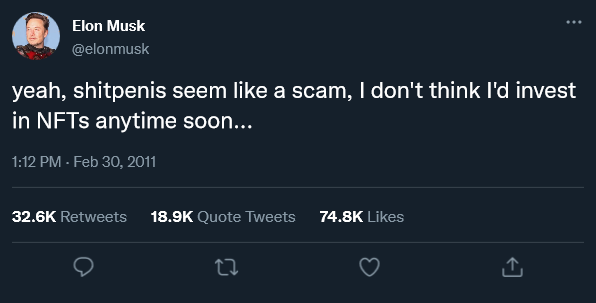 Elon Musk
@elonmusk
yeah, shitpenis seem like a scam, I don't think I'd invest
in NFTs anytime soon...
1:12 PM · Feb 30, 2011
32.6K Retweets 18.9K Quote Tweets 74.8K Likes